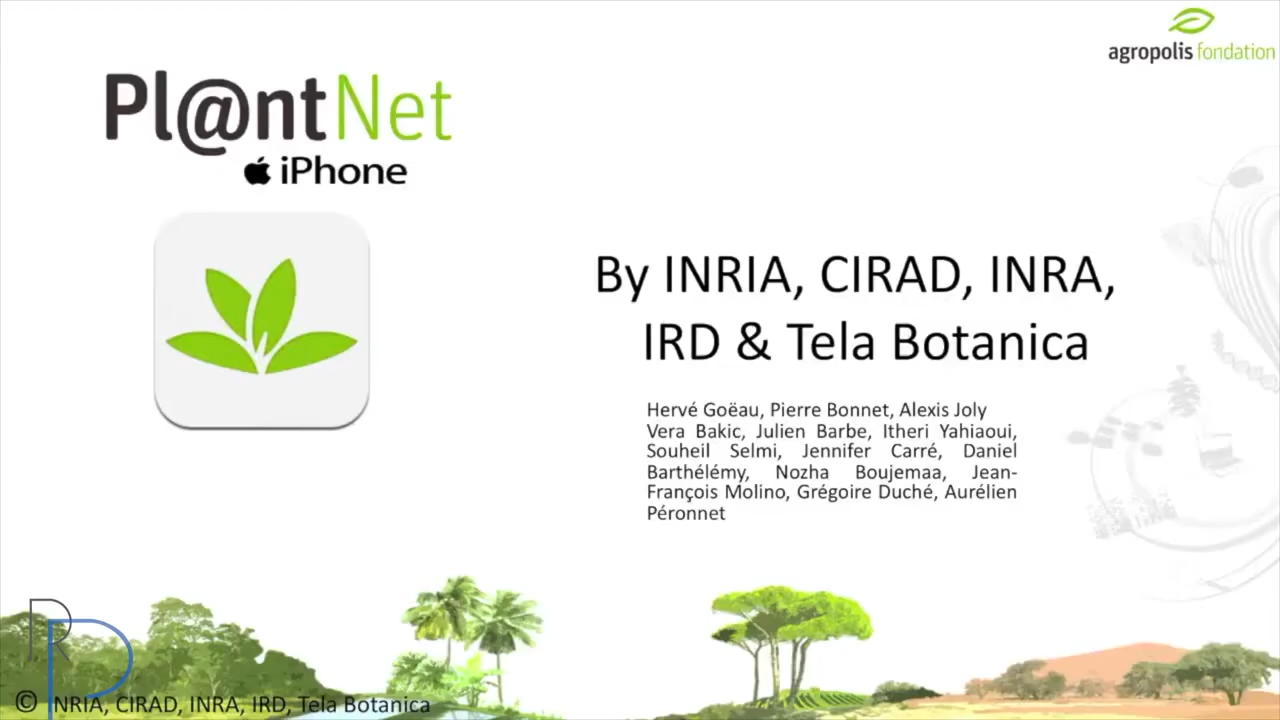 agropolis fondation
Pl@ntNet
iPhone
By INRIA, CIRAD, INRA,
IRD & Tela Botanica
Hervé Goëau, Pierre Bonnet, Alexis Joly
Vera Bakic, Julien Barbe, Itheri Yahiaoui,
Souheil Selmi, Jennifer Carré, Daniel
Barthélémy, Nozha Boujemaa, Jean-
François Molino, Grégoire Duché, Aurélien
Péronnet
R
D
© INRIA, CIRAD, INRA, IRD, Tela Botanica